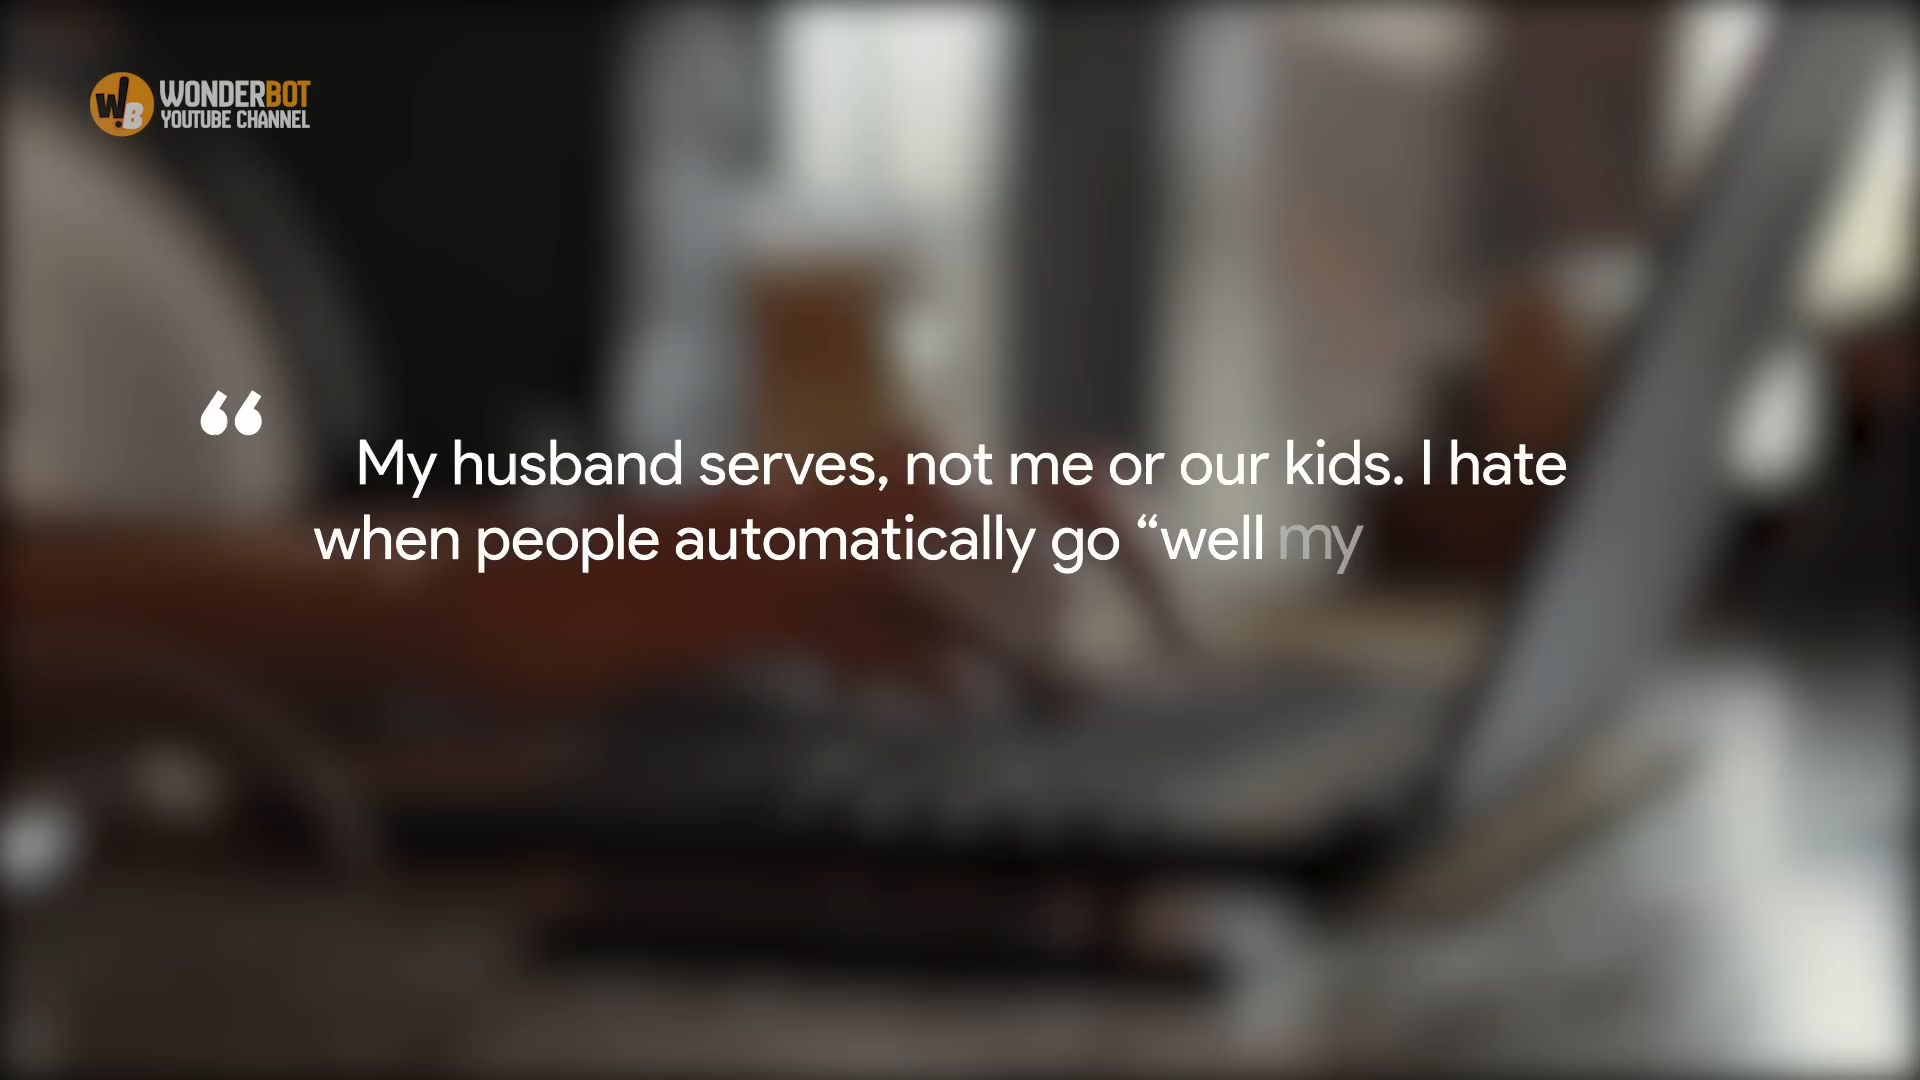 WONDERBOT
YOUTUBE CHANNEL
“
My husband serves, not me or our kids. I hate
when people automatically go “well my